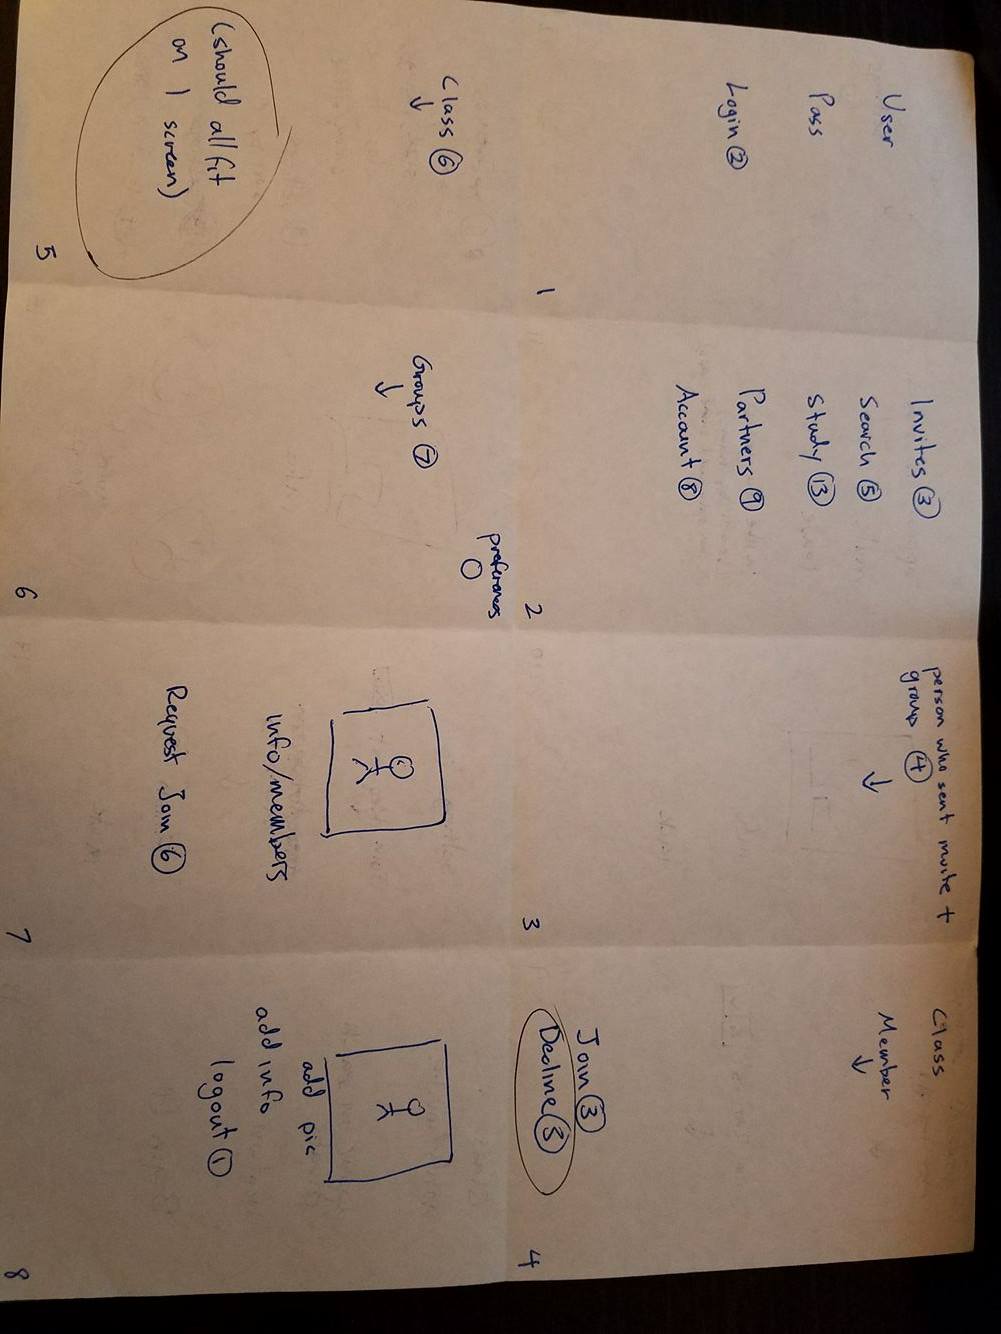 User
Pass
Login ②
1
Invites ③
Search ⑤
Study ⑬
Partners ⑨
Account ⑧
2
person who sent invite +
group ④
↓
3
Class
Member
↓
Join ③
Decline ③
4
Class ⑥
↓
(should all fit
on 1 screen)
5
preferences
Groups ⑦
↓
6
info/members
Request Join ⑥
7
add pic
add info
logout ①
8